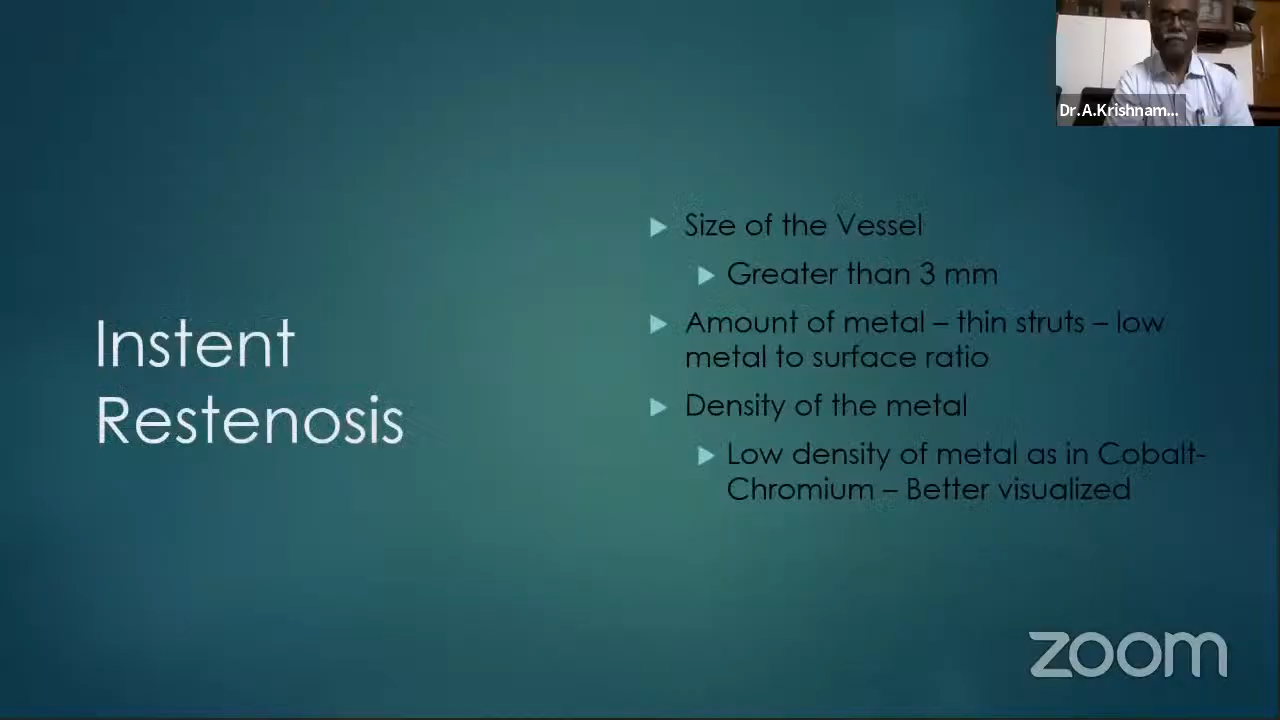 Dr.A.Krishnam...
Size of the Vessel
Greater than 3 mm
Amount of metal – thin struts – low
metal to surface ratio
Density of the metal
Low density of metal as in Cobalt-
Chromium – Better visualized
Instent
Restenosis
zoom